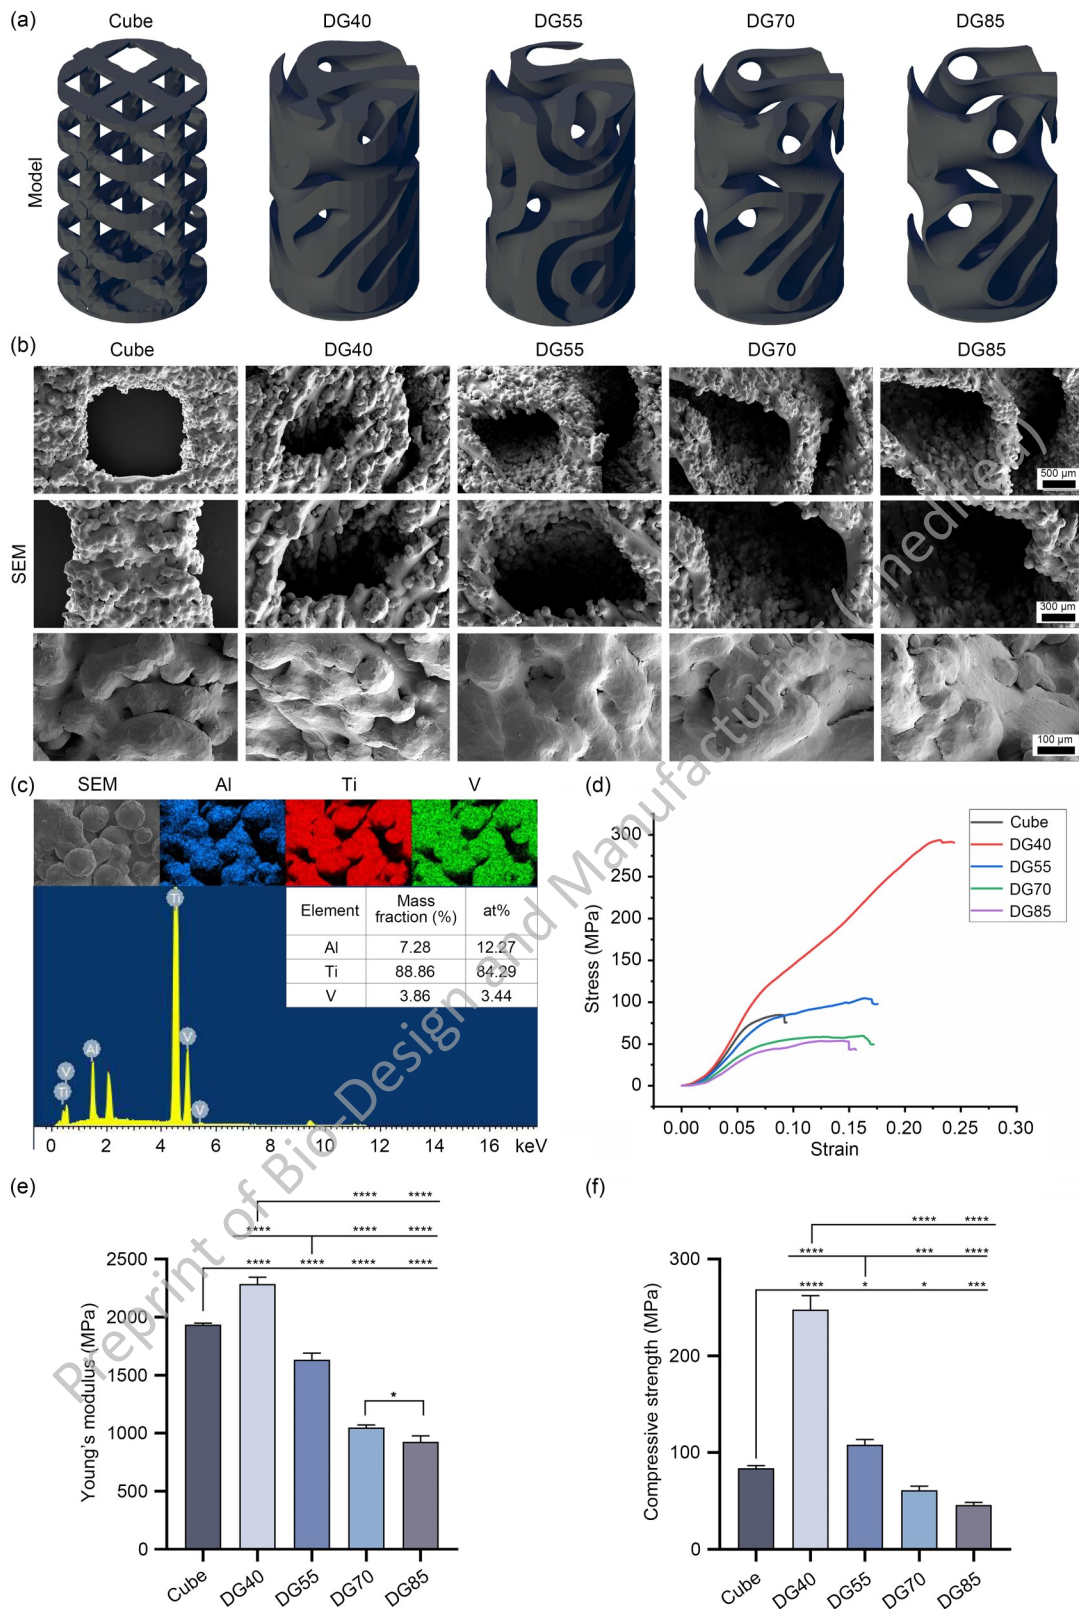 (a)
Cube DG40 DG55 DG70 DG85
Model
(b)
Cube DG40 DG55 DG70 DG85
SEM
500 µm
300 µm
100 µm
(c)
SEM Al Ti V
Ti
V
Al
V
Ti
V
Element Mass fraction (%) at%
Al 7.28 12.27
Ti 88.86 84.29
V 3.86 3.44
0 2 4 6 8 10 12 14 16 keV
(d)
Stress (MPa)
300
250
200
150
100
50
0
Cube
DG40
DG55
DG70
DG85
0.00 0.05 0.10 0.15 0.20 0.25 0.30
Strain
(e)
**** ****
**** **** ****
**** **** **** ****
*
Young's modulus (MPa)
2500
2000
1500
1000
500
0
Cube DG40 DG55 DG70 DG85
(f)
**** ****
**** *** ****
**** * * ***
Compressive strength (MPa)
300
200
100
0
Cube DG40 DG55 DG70 DG85
Preprint of Bio-Design and Manufacturing (unedited)